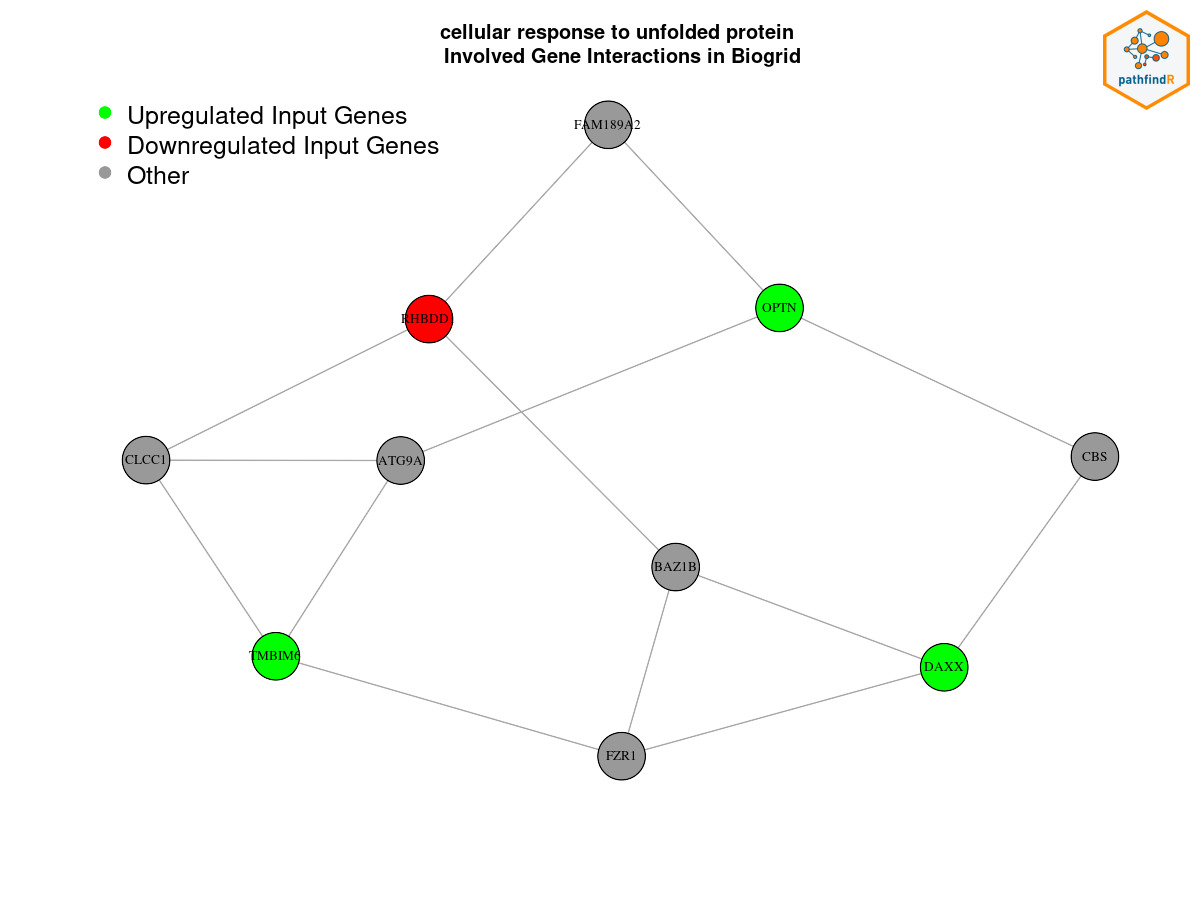 cellular response to unfolded protein
Involved Gene Interactions in Biogrid
pathfindR
Upregulated Input Genes
Downregulated Input Genes
Other
FAM189A2
RHBDD
OPTN
CLCC1
ATG9A
CBS
BAZ1B
TMBIM6
DAXX
FZR1